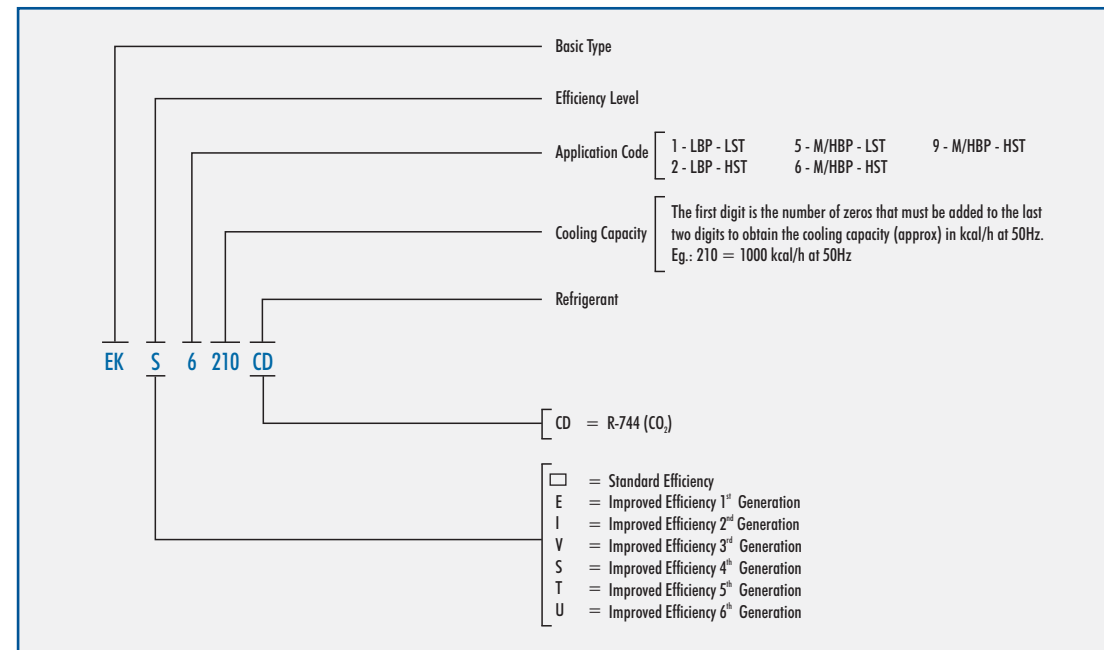 Basic Type
Efficiency Level
Application Code
1 - LBP - LST 5 - M/HBP - LST 9 - M/HBP - HST
2 - LBP - HST 6 - M/HBP - HST
Cooling Capacity
The first digit is the number of zeros that must be added to the last
two digits to obtain the cooling capacity (approx) in kcal/h at 50Hz.
Eg.: 210 = 1000 kcal/h at 50Hz
Refrigerant
EK S 6 210 CD
CD = R-744 (CO₂)
▭ = Standard Efficiency
E = Improved Efficiency 1st Generation
I = Improved Efficiency 2nd Generation
V = Improved Efficiency 3rd Generation
S = Improved Efficiency 4th Generation
T = Improved Efficiency 5th Generation
U = Improved Efficiency 6th Generation